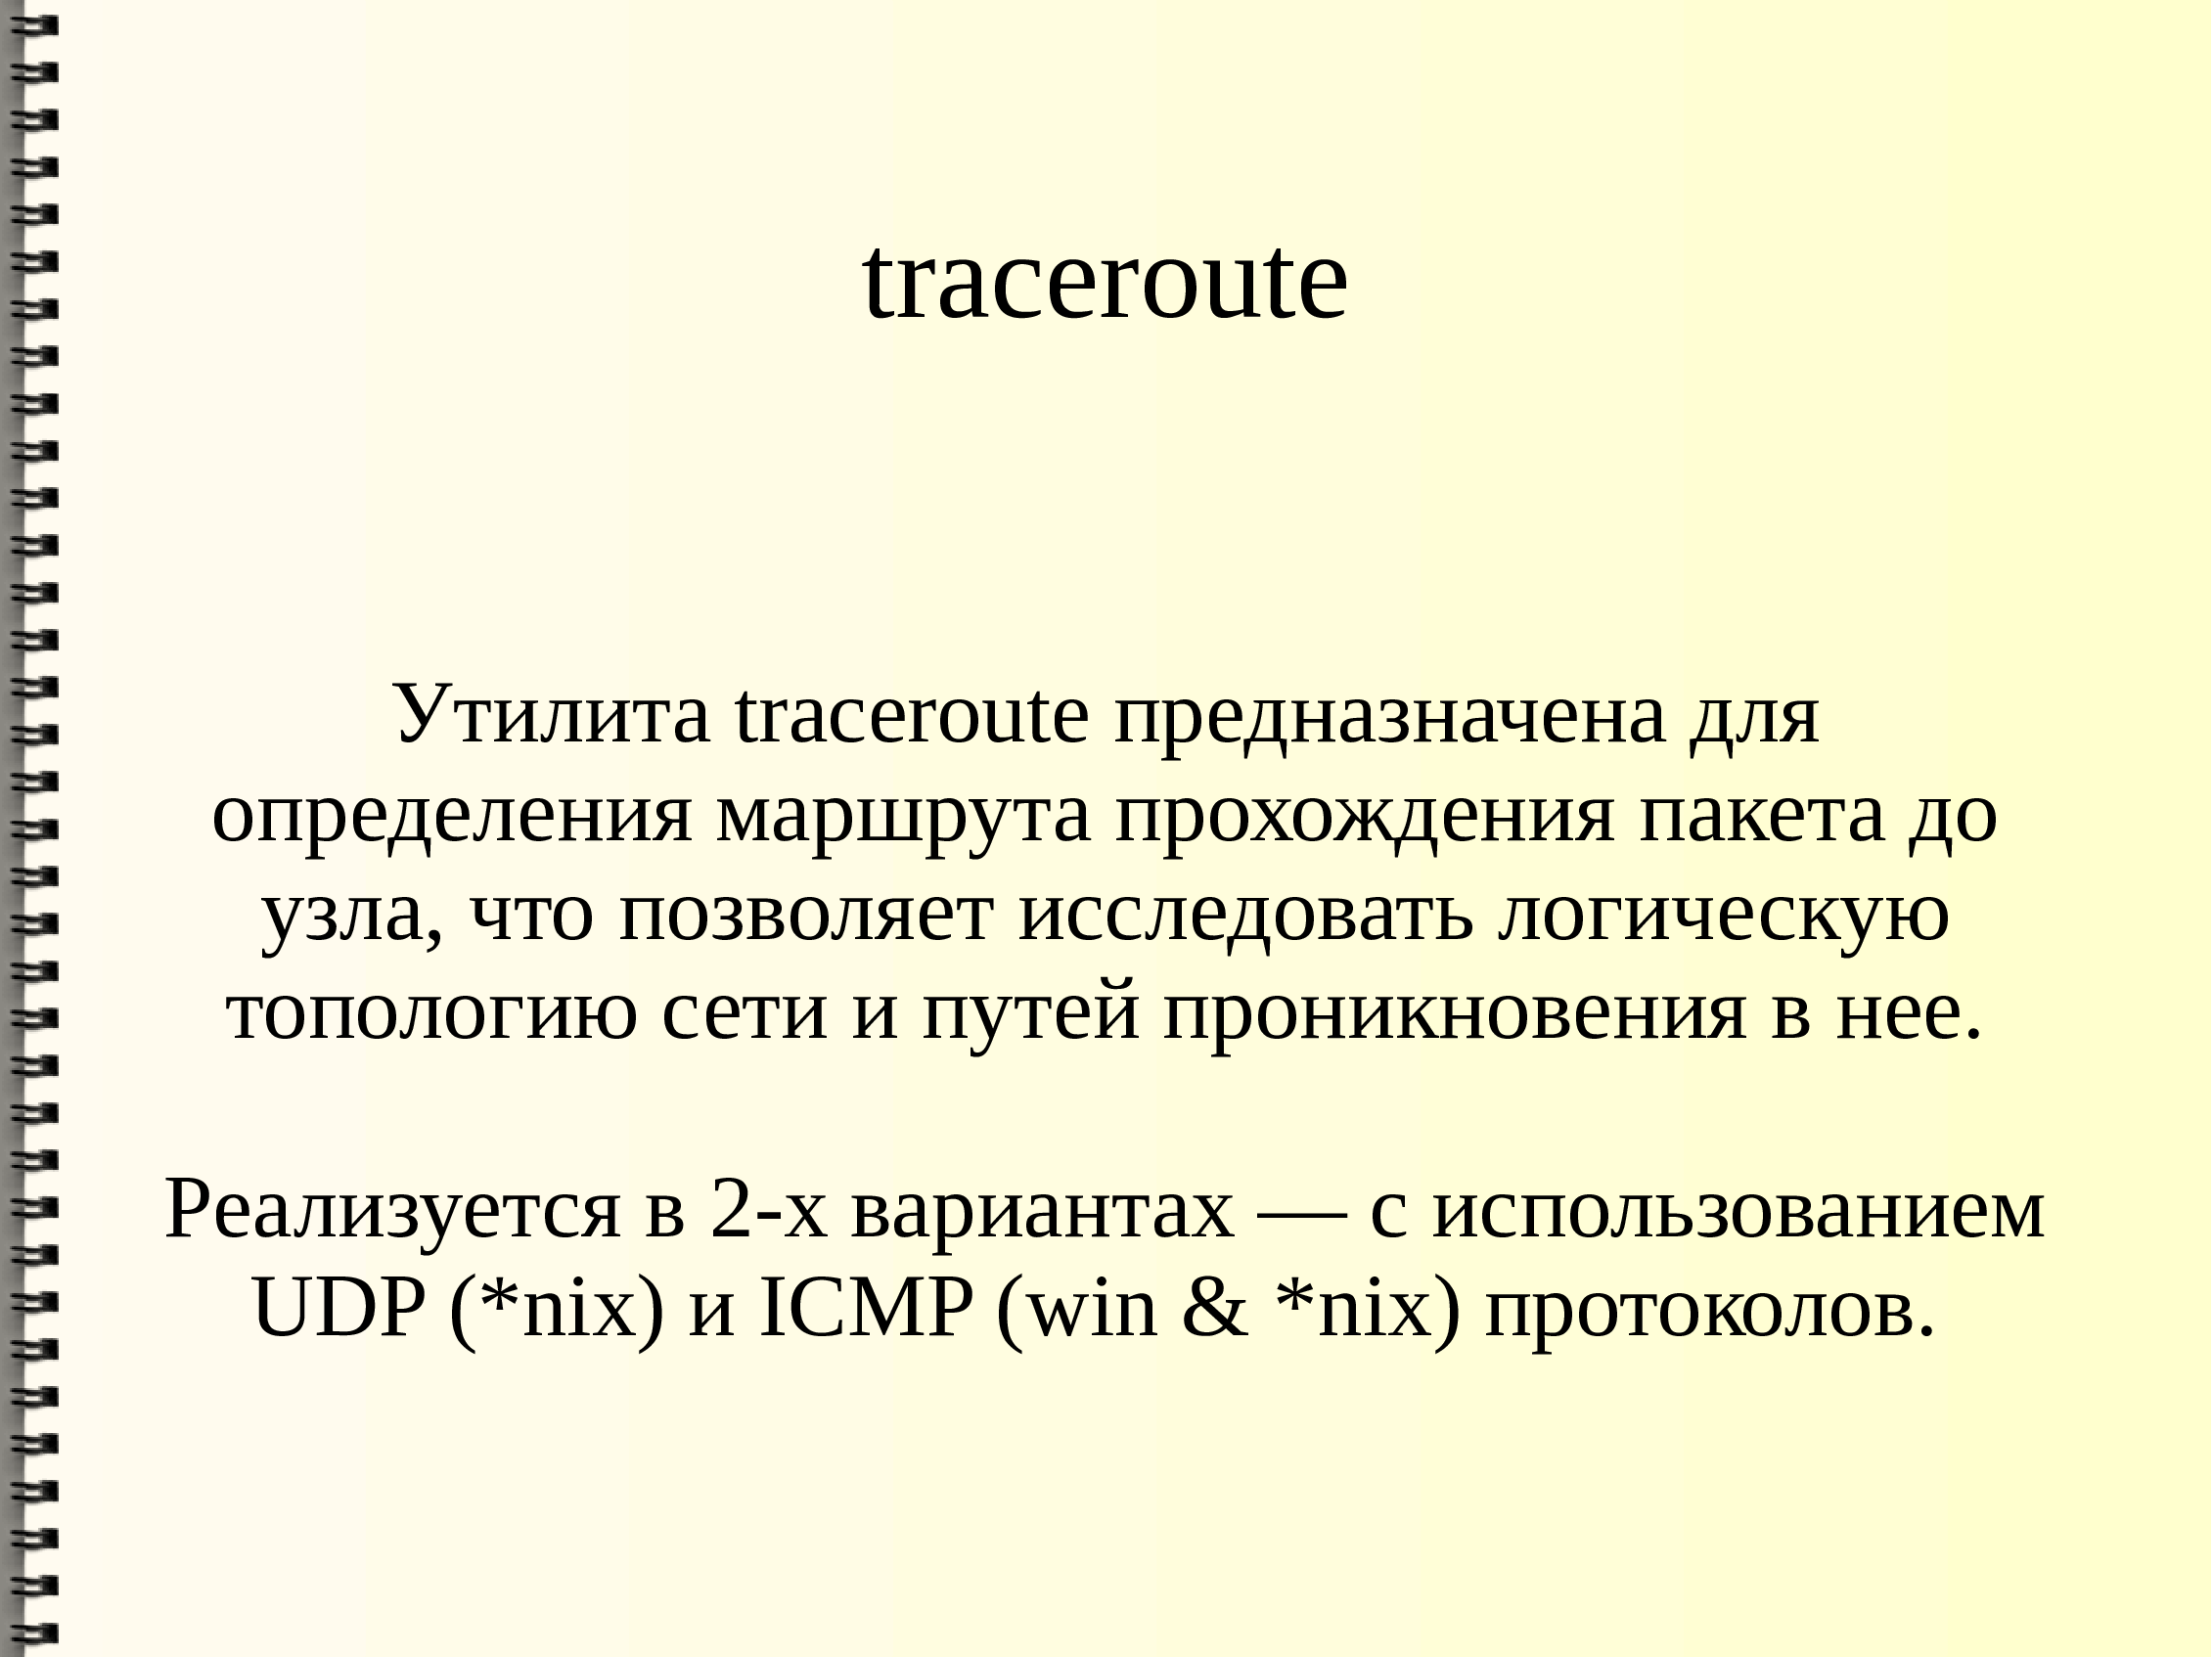 traceroute
Утилита traceroute предназначена для
определения маршрута прохождения пакета до
узла, что позволяет исследовать логическую
топологию сети и путей проникновения в нее.
Реализуется в 2-х вариантах — с использованием
UDP (*nix) и ICMP (win & *nix) протоколов.